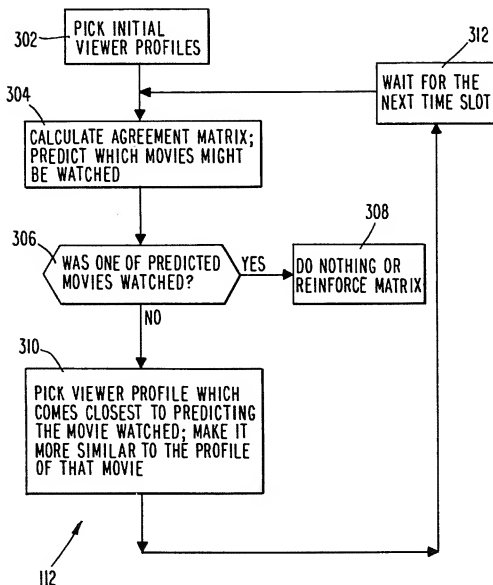 302
PICK INITIAL
VIEWER PROFILES
312
WAIT FOR THE
NEXT TIME SLOT
304
CALCULATE AGREEMENT MATRIX;
PREDICT WHICH MOVIES MIGHT
BE WATCHED
306
WAS ONE OF PREDICTED
MOVIES WATCHED?
YES
308
DO NOTHING OR
REINFORCE MATRIX
NO
310
PICK VIEWER PROFILE WHICH
COMES CLOSEST TO PREDICTING
THE MOVIE WATCHED; MAKE IT
MORE SIMILAR TO THE PROFILE
OF THAT MOVIE
112